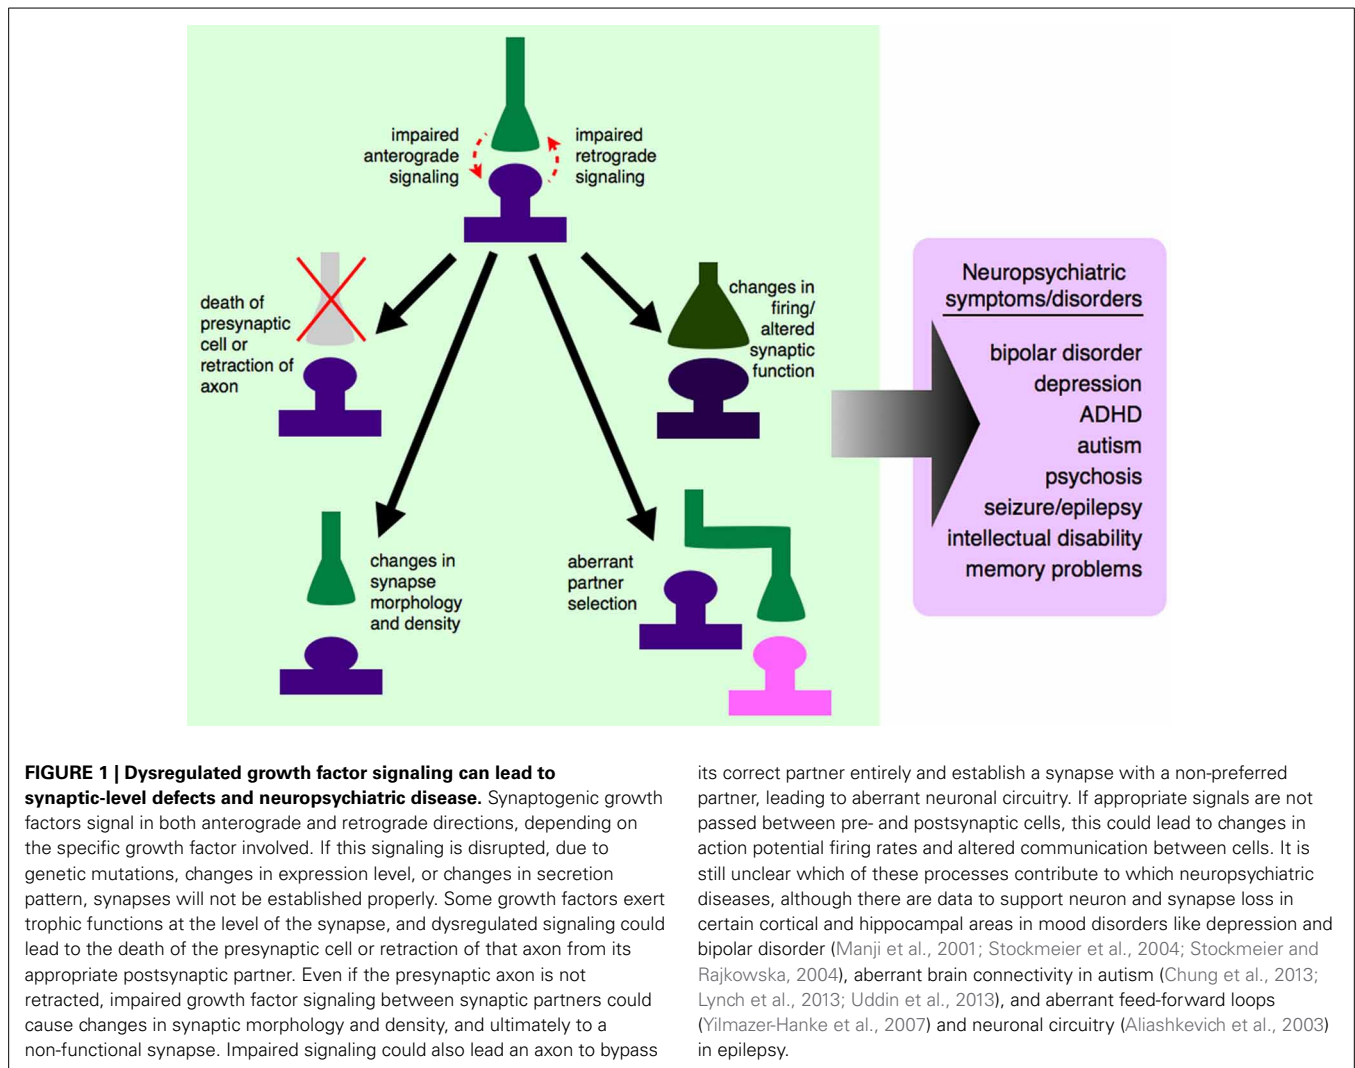 impaired
anterograde
signaling
impaired
retrograde
signaling
death of
presynaptic
cell or
retraction of
axon
changes in
firing/
altered
synaptic
function
changes in
synapse
morphology
and density
aberrant
partner
selection
Neuropsychiatric
symptoms/disorders
bipolar disorder
depression
ADHD
autism
psychosis
seizure/epilepsy
intellectual disability
memory problems
FIGURE 1 | Dysregulated growth factor signaling can lead to
synaptic-level defects and neuropsychiatric disease. Synaptogenic growth
factors signal in both anterograde and retrograde directions, depending on
the specific growth factor involved. If this signaling is disrupted, due to
genetic mutations, changes in expression level, or changes in secretion
pattern, synapses will not be established properly. Some growth factors exert
trophic functions at the level of the synapse, and dysregulated signaling could
lead to the death of the presynaptic cell or retraction of that axon from its
appropriate postsynaptic partner. Even if the presynaptic axon is not
retracted, impaired growth factor signaling between synaptic partners could
cause changes in synaptic morphology and density, and ultimately to a
non-functional synapse. Impaired signaling could also lead an axon to bypass
its correct partner entirely and establish a synapse with a non-preferred
partner, leading to aberrant neuronal circuitry. If appropriate signals are not
passed between pre- and postsynaptic cells, this could lead to changes in
action potential firing rates and altered communication between cells. It is
still unclear which of these processes contribute to which neuropsychiatric
diseases, although there are data to support neuron and synapse loss in
certain cortical and hippocampal areas in mood disorders like depression and
bipolar disorder (Manji et al., 2001; Stockmeier et al., 2004; Stockmeier and
Rajkowska, 2004), aberrant brain connectivity in autism (Chung et al., 2013;
Lynch et al., 2013; Uddin et al., 2013), and aberrant feed-forward loops
(Yilmazer-Hanke et al., 2007) and neuronal circuitry (Aliashkevich et al., 2003)
in epilepsy.